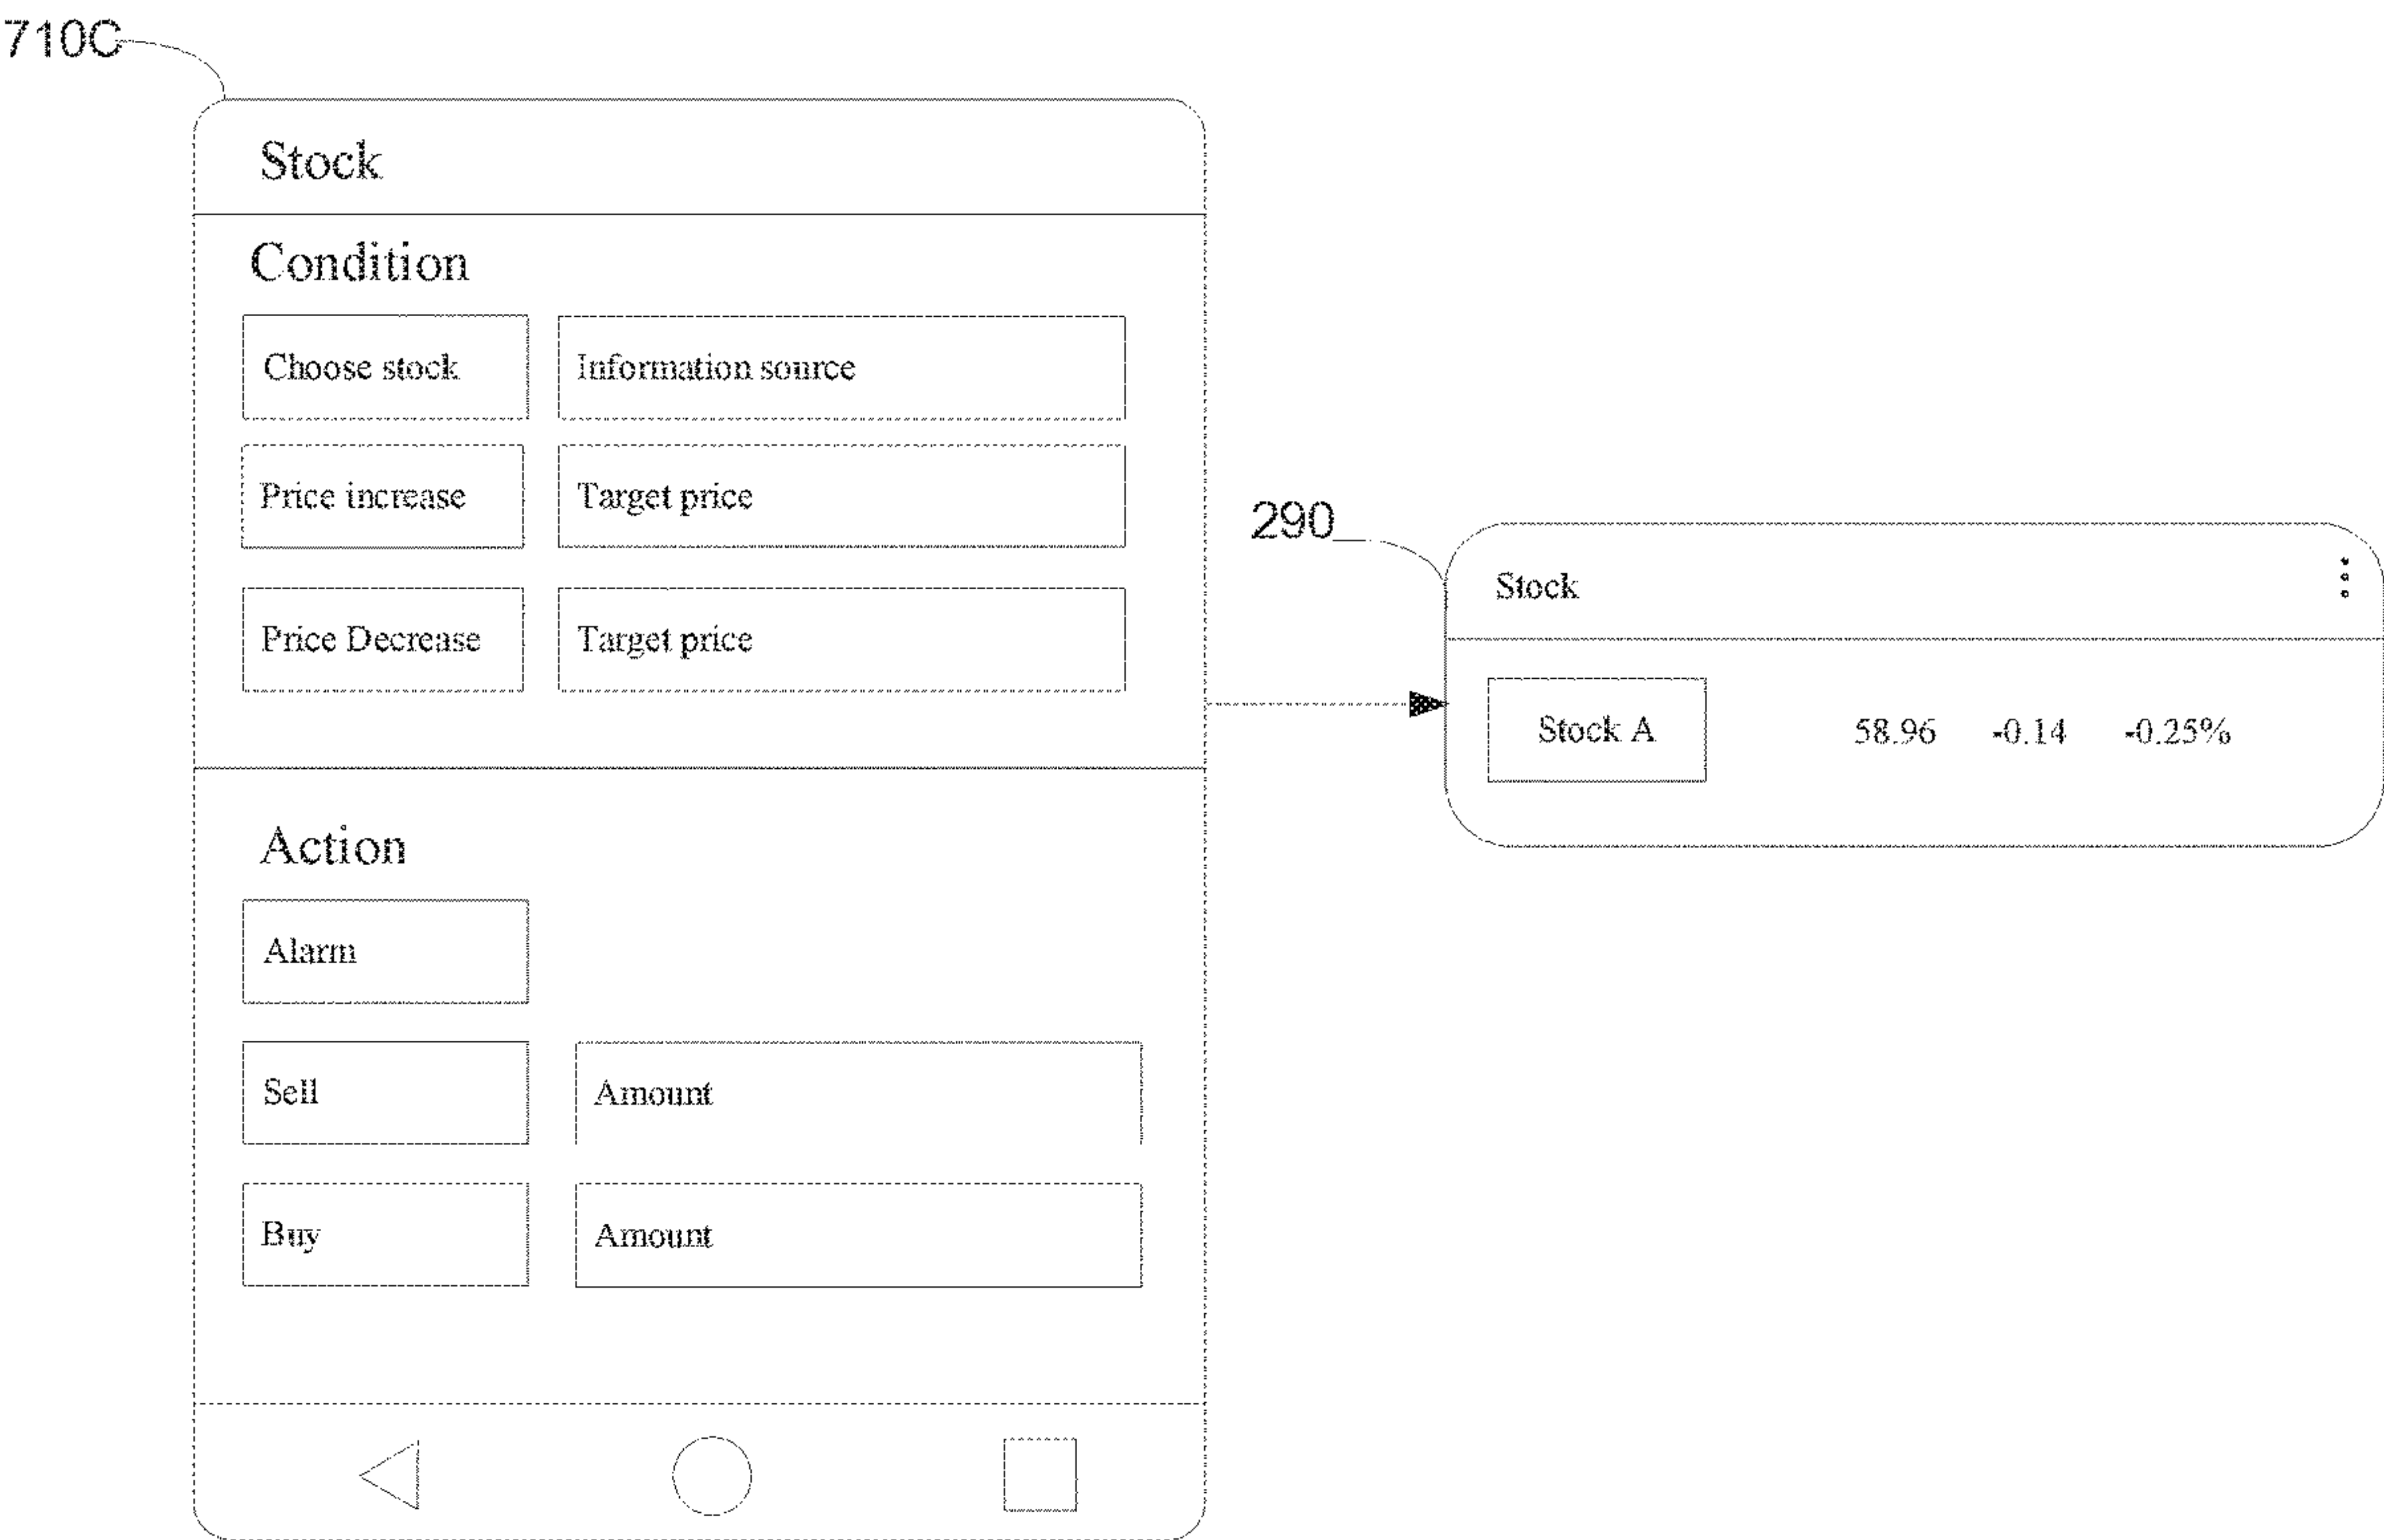 710C
Stock
Condition
Choose stock Information source
Price increase Target price
Price Decrease Target price
Action
Alarm
Sell Amount
Buy Amount
290
Stock
Stock A 58.96 -0.14 -0.25%